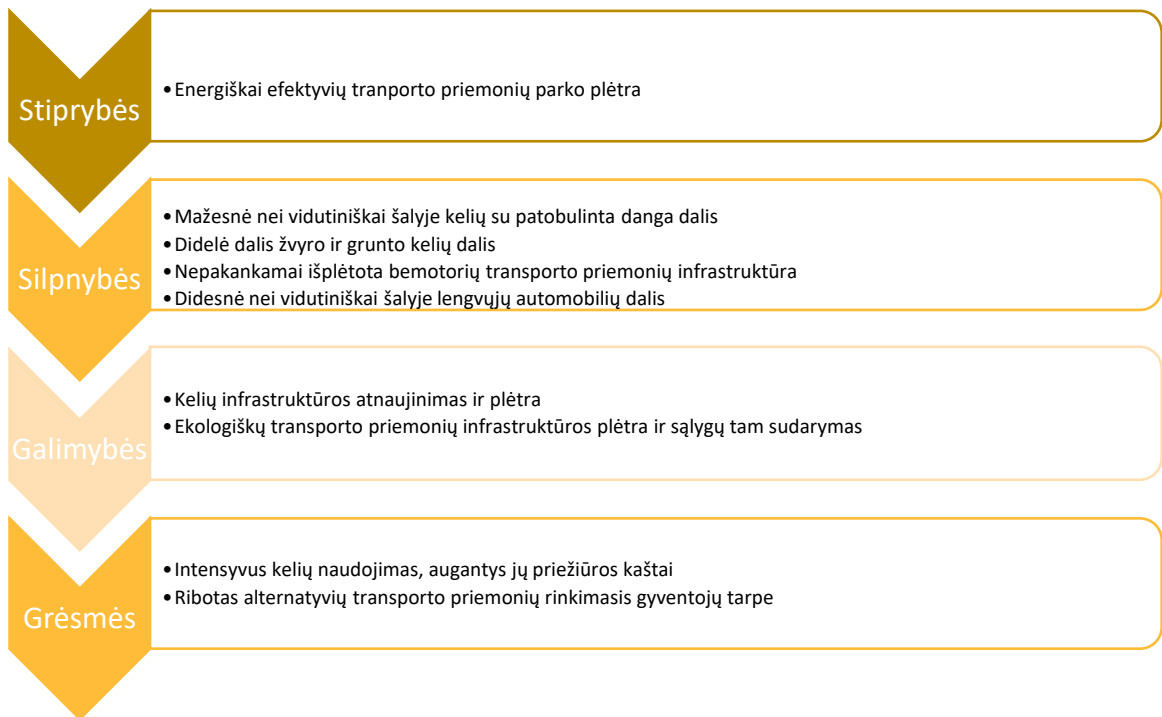 Stiprybės
•Energiškai efektyvių tranporto priemonių parko plėtra
Silpnybės
•Mažesnė nei vidutiniškai šalyje kelių su patobulinta danga dalis
•Didelė dalis žvyro ir grunto kelių dalis
•Nepakankamai išplėtota bemotorių transporto priemonių infrastruktūra
•Didesnė nei vidutiniškai šalyje lengvųjų automobilių dalis
Galimybės
•Kelių infrastruktūros atnaujinimas ir plėtra
•Ekologiškų transporto priemonių infrastruktūros plėtra ir sąlygų tam sudarymas
Grėsmės
•Intensyvus kelių naudojimas, augantys jų priežiūros kaštai
•Ribotas alternatyvių transporto priemonių rinkimasis gyventojų tarpe